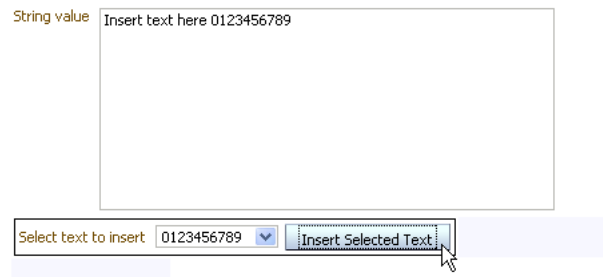 String value
Insert text here 0123456789
Select text to insert 0123456789 Insert Selected Text